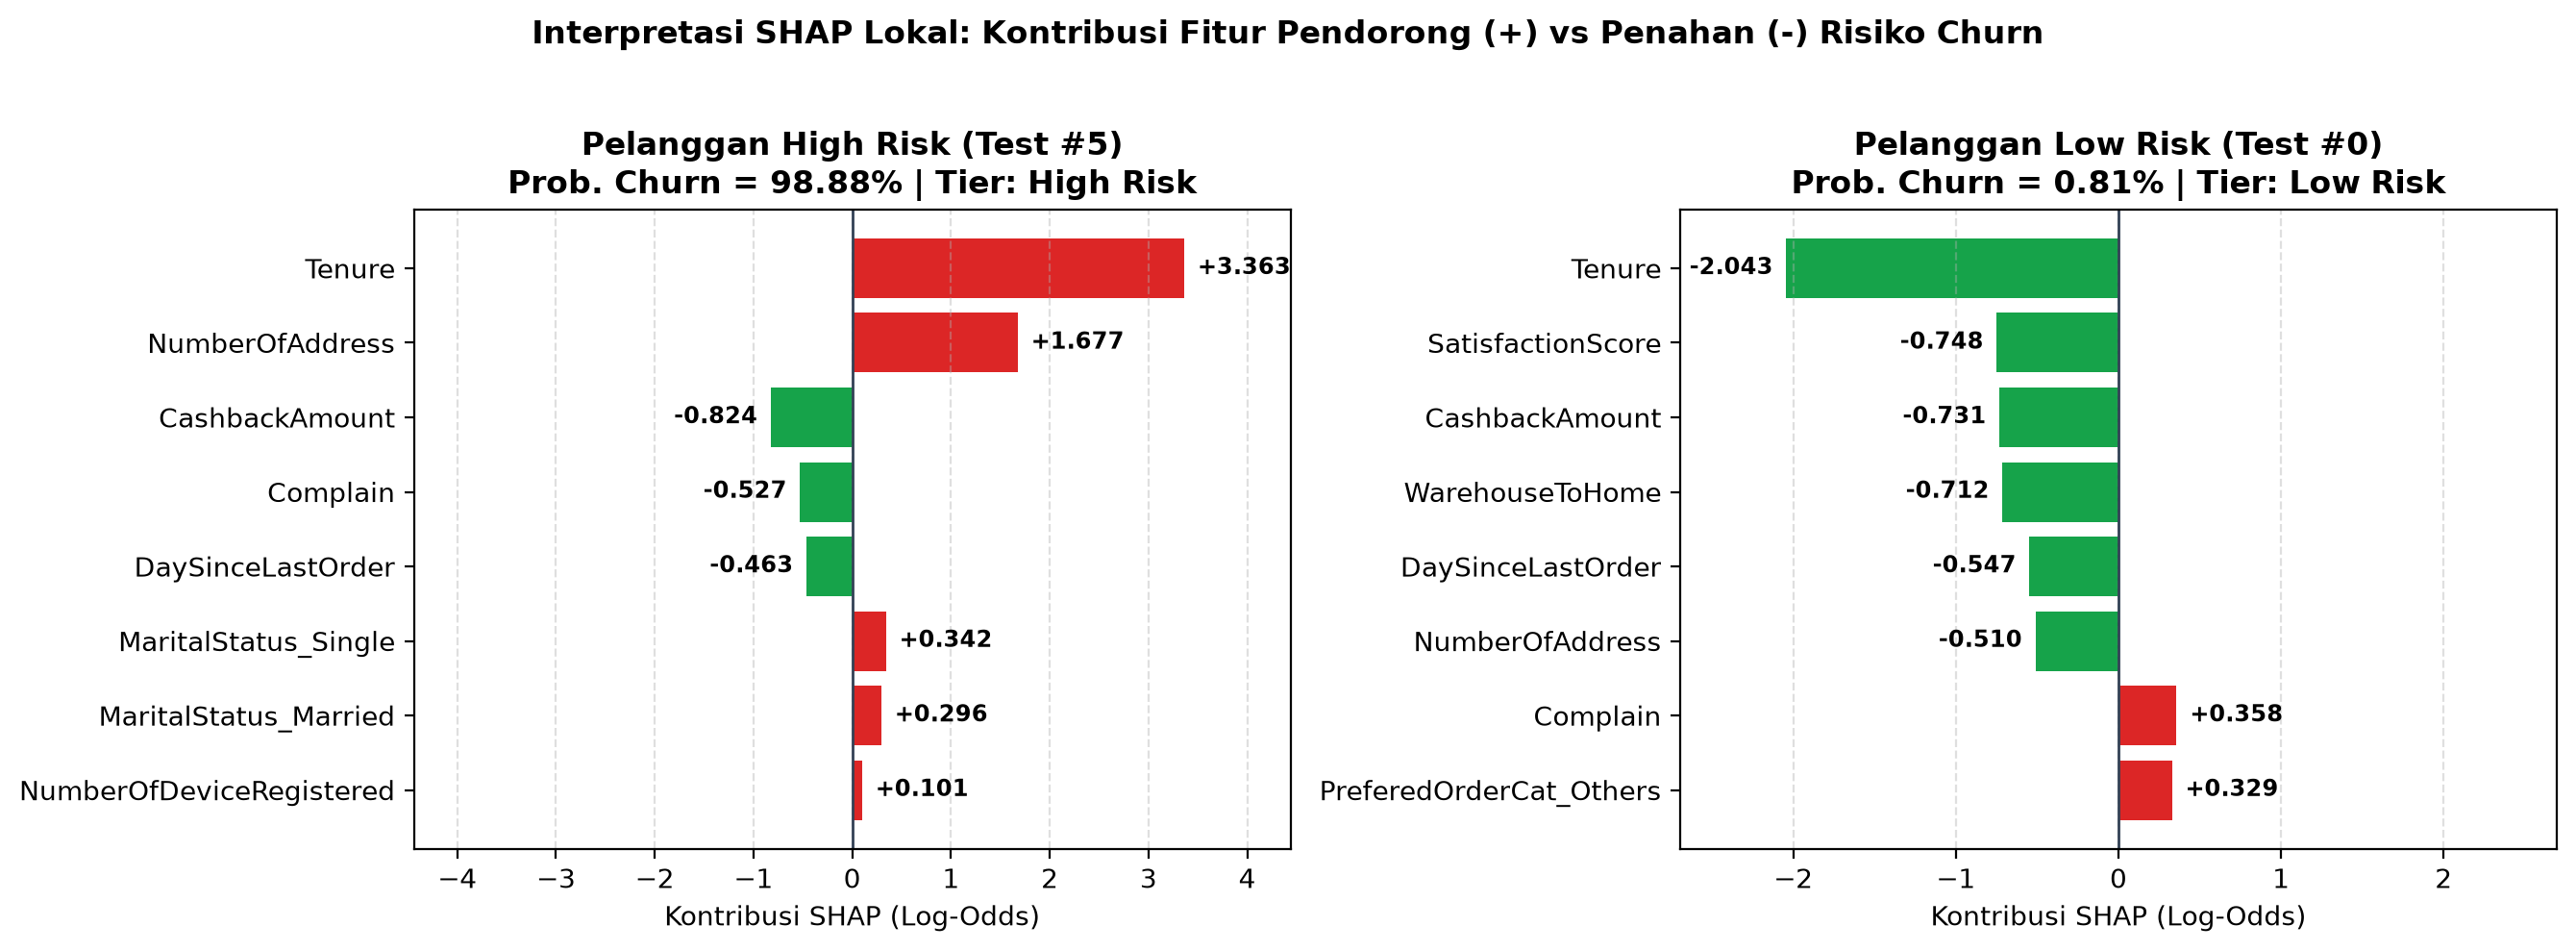 Interpretasi SHAP Lokal: Kontribusi Fitur Pendorong (+) vs Penahan (-) Risiko Churn
Pelanggan High Risk (Test #5)
Prob. Churn = 98.88% | Tier: High Risk
Tenure
+3.363
NumberOfAddress
+1.677
CashbackAmount
-0.824
Complain
-0.527
DaySinceLastOrder
-0.463
MaritalStatus_Single
+0.342
MaritalStatus_Married
+0.296
NumberOfDeviceRegistered
+0.101
−4 −3 −2 −1 0 1 2 3 4
Kontribusi SHAP (Log-Odds)
Pelanggan Low Risk (Test #0)
Prob. Churn = 0.81% | Tier: Low Risk
Tenure
-2.043
SatisfactionScore
-0.748
CashbackAmount
-0.731
WarehouseToHome
-0.712
DaySinceLastOrder
-0.547
NumberOfAddress
-0.510
Complain
+0.358
PreferedOrderCat_Others
+0.329
−2 −1 0 1 2
Kontribusi SHAP (Log-Odds)